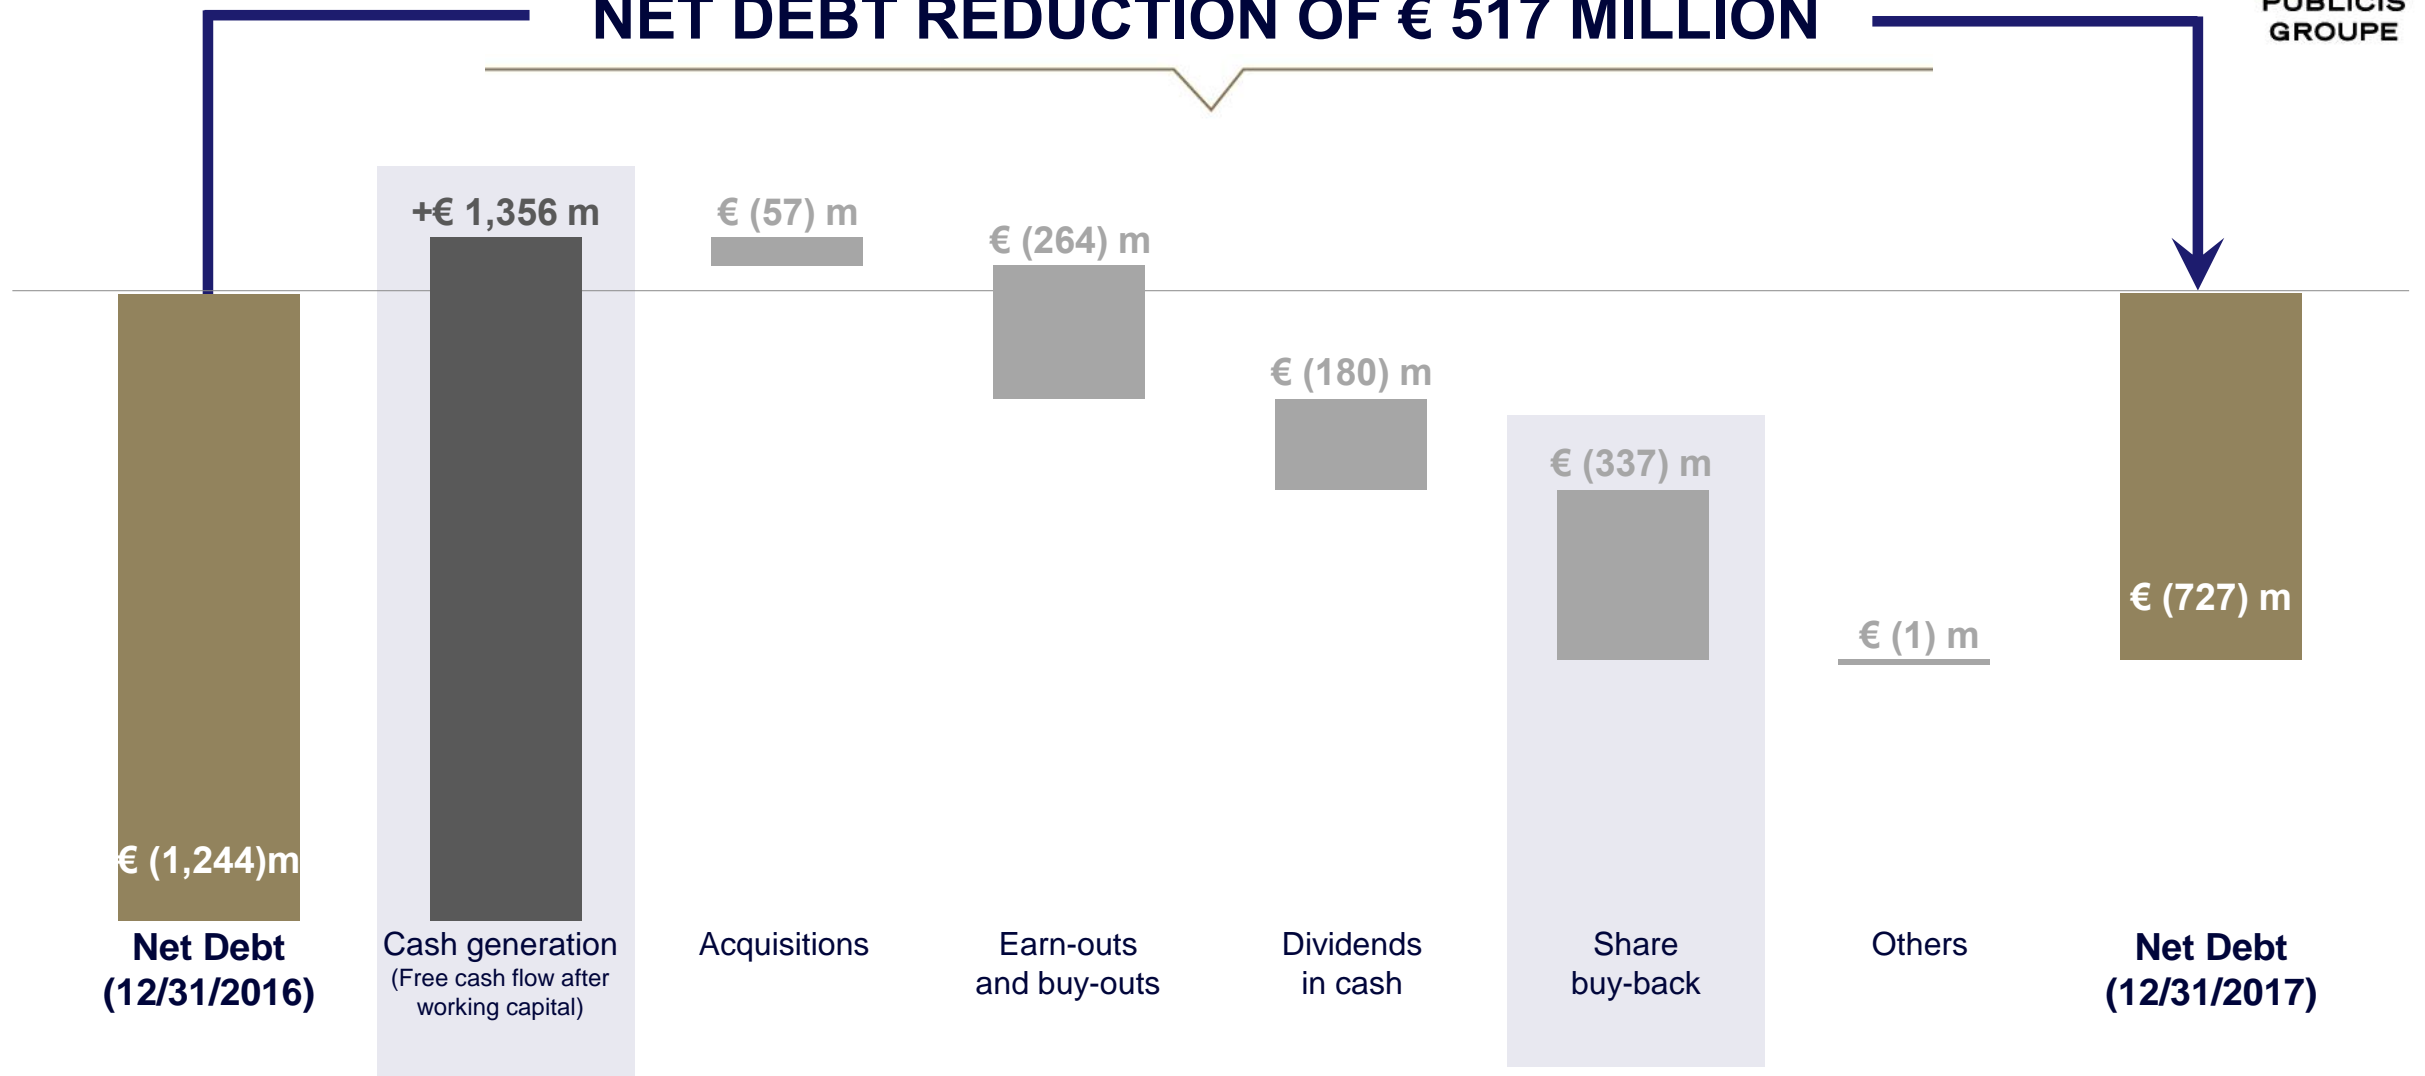 NET DEBT REDUCTION OF € 517 MILLION
PUBLICIS
GROUPE
+€ 1,356 m
€ (57) m
€ (264) m
€ (180) m
€ (337) m
€ (1) m
€ (727) m
€ (1,244)m
Net Debt
(12/31/2016)
Cash generation
(Free cash flow after
working capital)
Acquisitions
Earn-outs
and buy-outs
Dividends
in cash
Share
buy-back
Others
Net Debt
(12/31/2017)